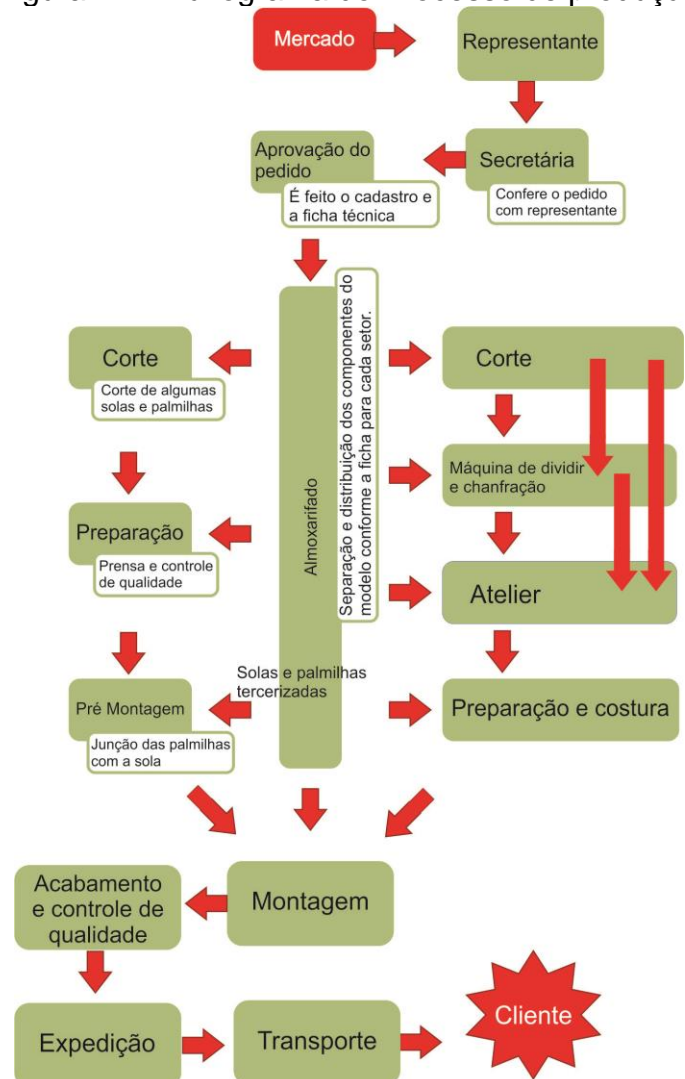 Mercado
Representante
Aprovação do
pedido
É feito o cadastro e
a ficha técnica
Secretária
Confere o pedido
com representante
Corte
Corte de algumas
solas e palmilhas
Preparação
Prensa e controle
de qualidade
Pré Montagem
Junção das palmilhas
com a sola
Almoxarifado
Separação e distribuição dos componentes do
modelo conforme a ficha para cada setor.
Solas e palmilhas
tercerizadas
Corte
Máquina de dividir
e chanfração
Atelier
Preparação e costura
Acabamento
e controle de
qualidade
Montagem
Expedição
Transporte
Cliente